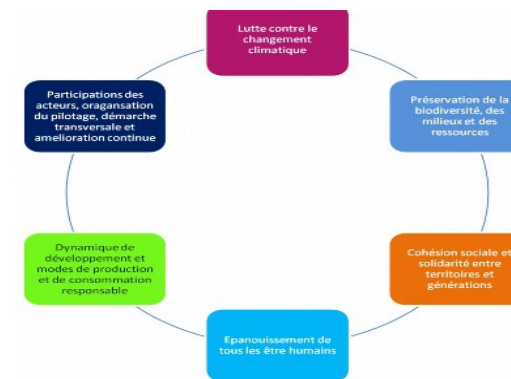 Lutte contre le
changement
climatique
Préservation de la
biodiversité, des
milieux et des
ressources
Cohésion sociale et
solidarité entre
territoires et
générations
Epanouissement de
tous les être humains
Dynamique de
développement et
modes de production
et de consommation
responsable
Participations des
acteurs, oragansation
du pilotage, démarche
transversale et
amelioration continue